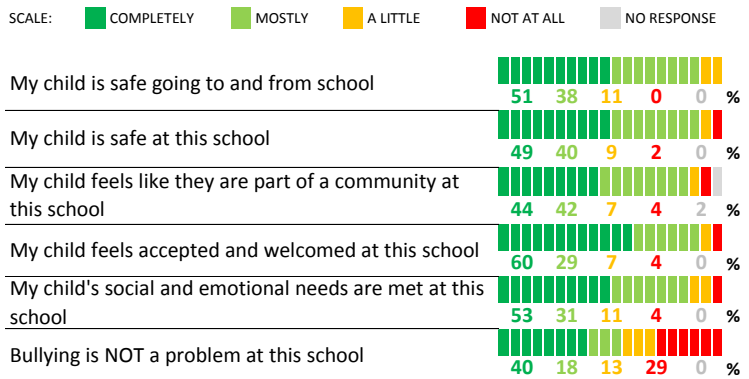 SCALE: COMPLETELY MOSTLY A LITTLE NOT AT ALL NO RESPONSE
My child is safe going to and from school
51 38 11 0 0 %
My child is safe at this school
49 40 9 2 0 %
My child feels like they are part of a community at
this school
44 42 7 4 2 %
My child feels accepted and welcomed at this school
60 29 7 4 0 %
My child's social and emotional needs are met at this
school
53 31 11 4 0 %
Bullying is NOT a problem at this school
40 18 13 29 0 %